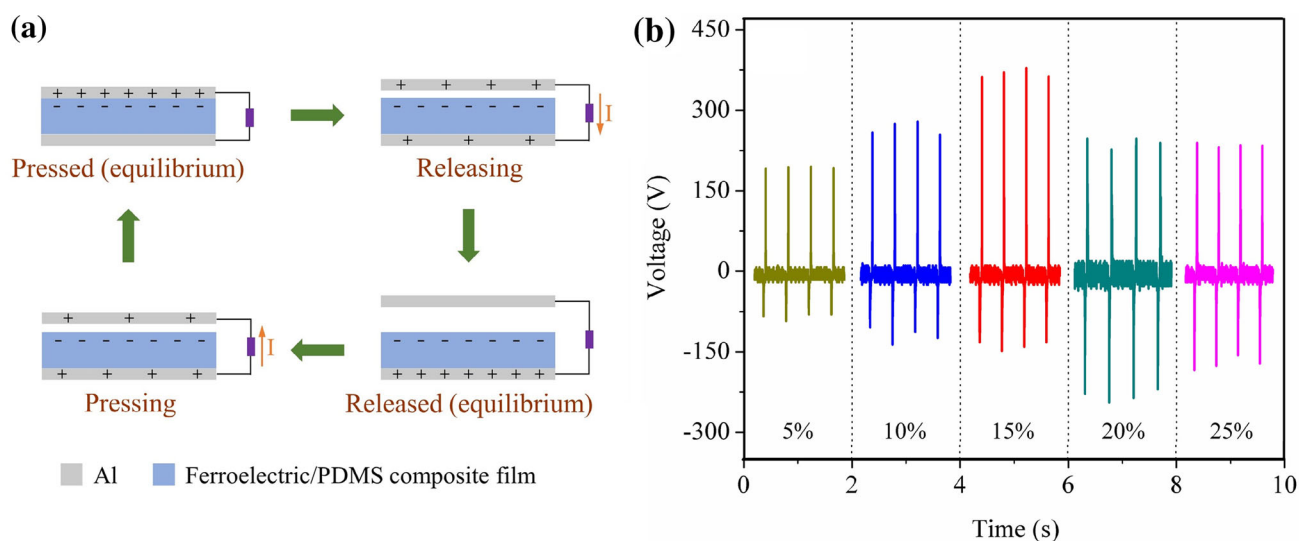 (a)
+ + + + + + +
- - - - - - -
Pressed (equilibrium)
+ + + +
- - - - - - -
+ + +
I
Releasing
+ + +
- - - - - - -
+ + + +
I
Pressing
- - - - - - -
+ + + + + + +
Released (equilibrium)
Al
Ferroelectric/PDMS composite film
(b)
Voltage (V)
450
300
150
0
-150
-300
5% 10% 15% 20% 25%
0 2 4 6 8 10
Time (s)